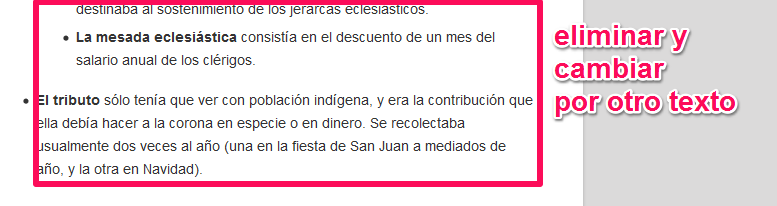 destinaba al sostenimiento de los jerarcas eclesiásticos.
• La mesada eclesiástica consistía en el descuento de un mes del
salario anual de los clérigos.
• El tributo sólo tenía que ver con población indígena, y era la contribución que
ella debía hacer a la corona en especie o en dinero. Se recolectaba
usualmente dos veces al año (una en la fiesta de San Juan a mediados de
año, y la otra en Navidad).
eliminar y
cambiar
por otro texto